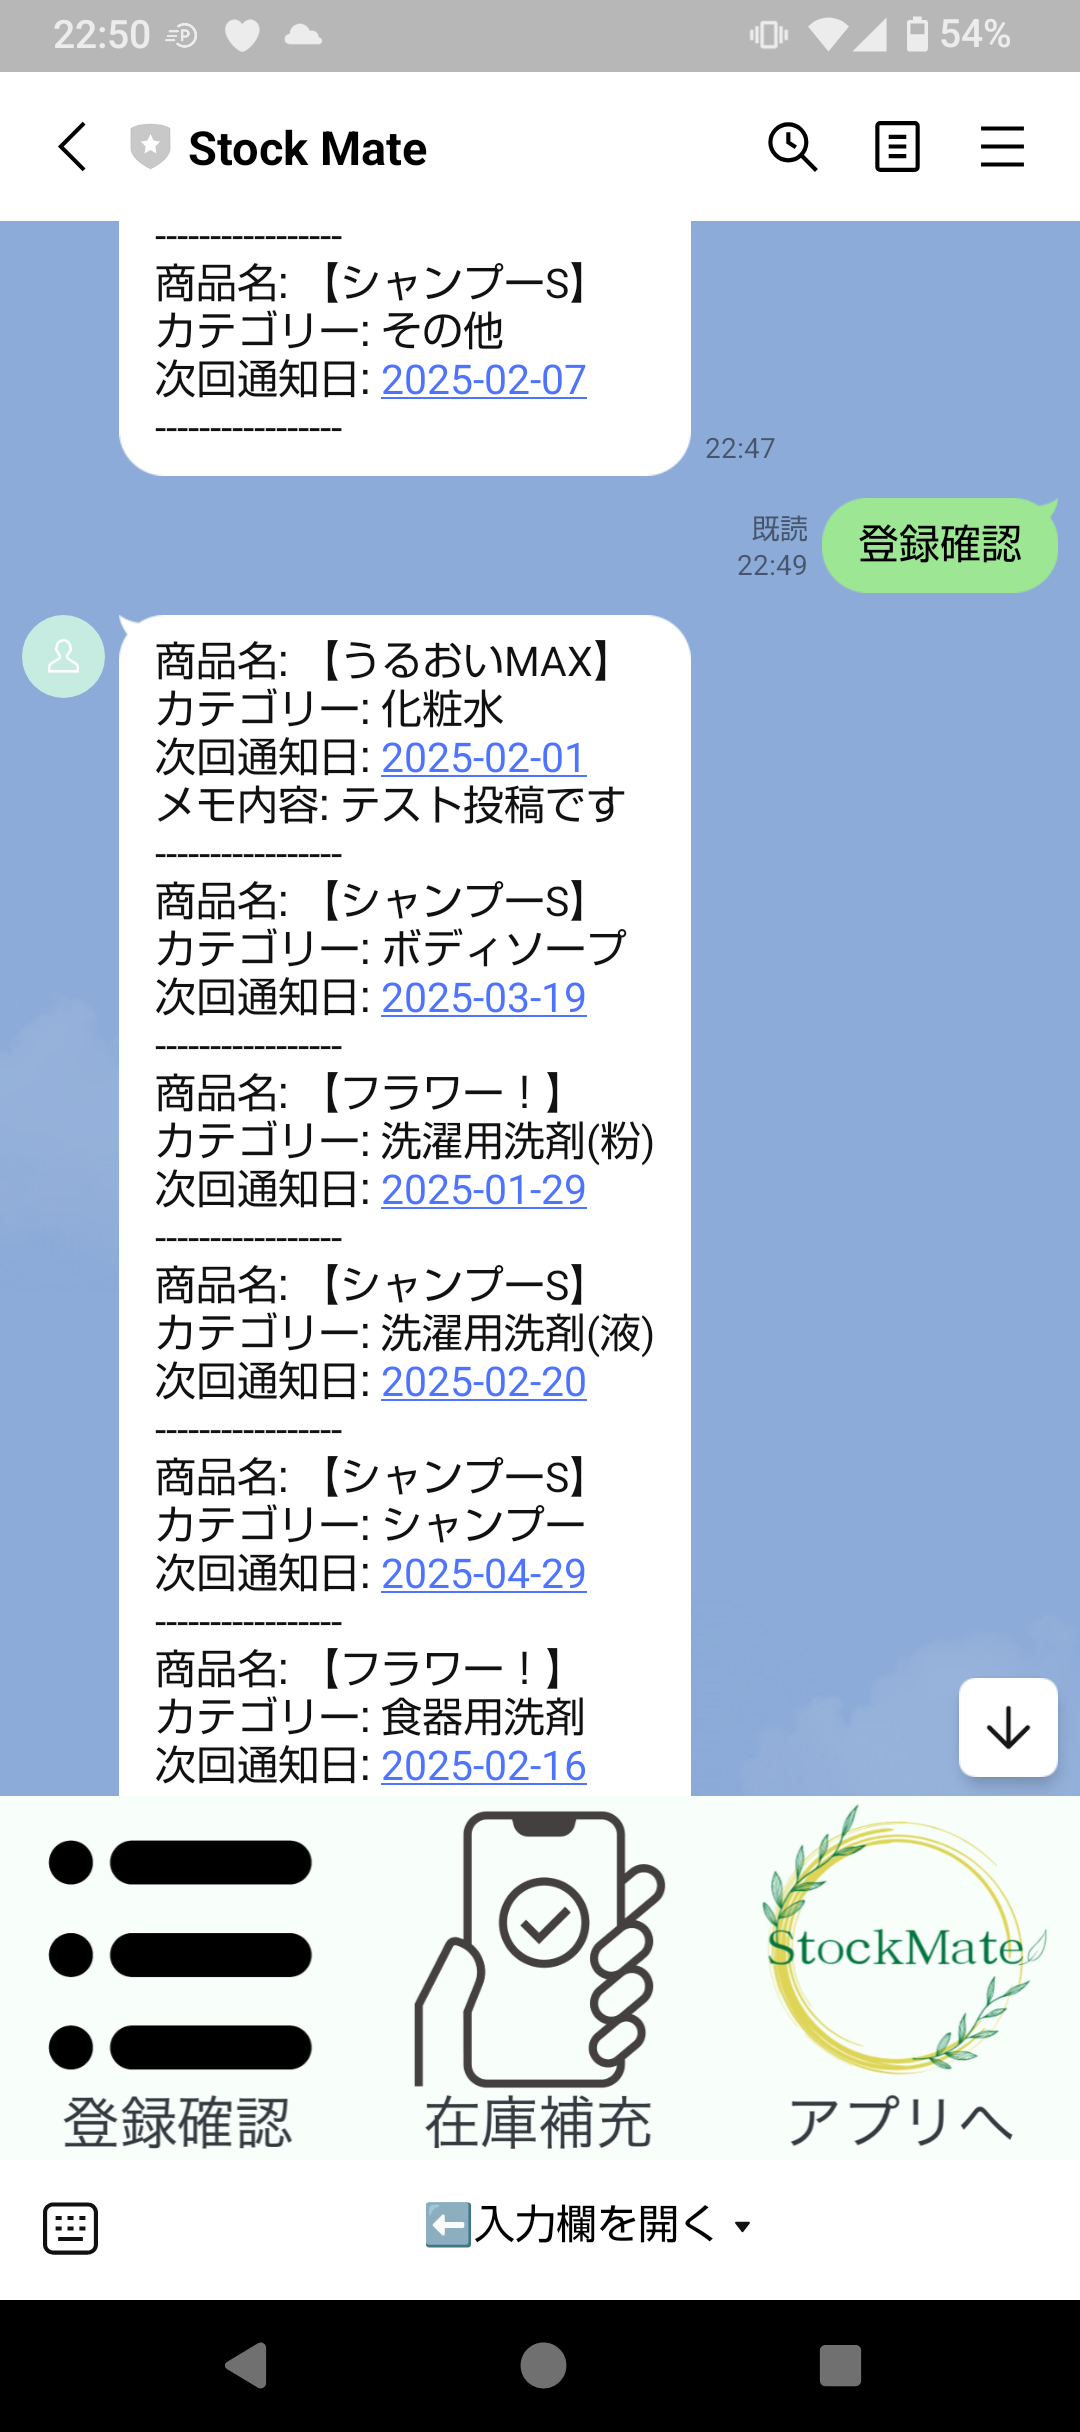 22:50
54%
Stock Mate
-----------------
商品名: 【シャンプーS】
カテゴリー: その他
次回通知日: 2025-02-07
-----------------
22:47
既読
22:49
登録確認
商品名: 【うるおいMAX】
カテゴリー: 化粧水
次回通知日: 2025-02-01
メモ内容: テスト投稿です
-----------------
商品名: 【シャンプーS】
カテゴリー: ボディソープ
次回通知日: 2025-03-19
-----------------
商品名: 【フラワー！】
カテゴリー: 洗濯用洗剤(粉)
次回通知日: 2025-01-29
-----------------
商品名: 【シャンプーS】
カテゴリー: 洗濯用洗剤(液)
次回通知日: 2025-02-20
-----------------
商品名: 【シャンプーS】
カテゴリー: シャンプー
次回通知日: 2025-04-29
-----------------
商品名: 【フラワー！】
カテゴリー: 食器用洗剤
次回通知日: 2025-02-16
StockMate
登録確認
在庫補充
アプリへ
⬅️入力欄を開く ▾